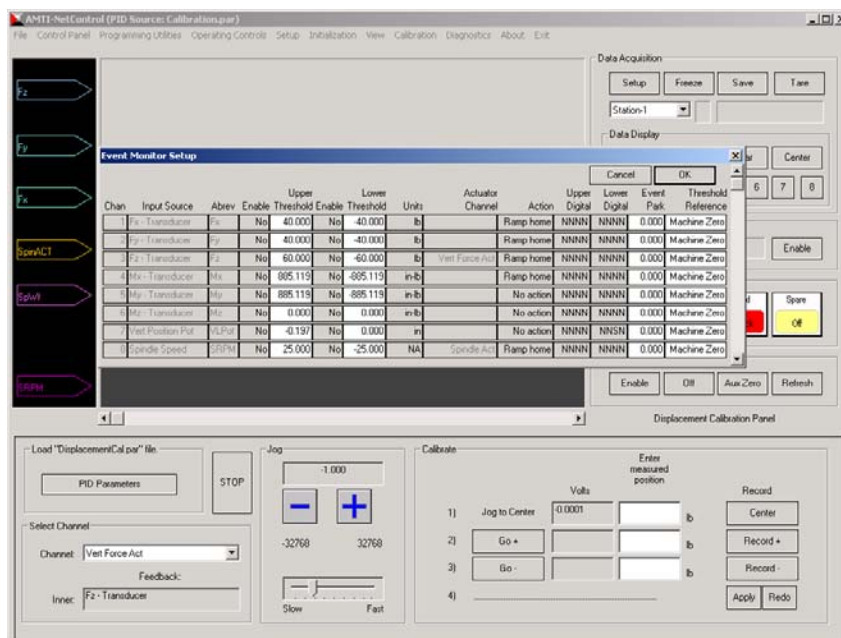 AMTI-NetControl (PID Source: Calibration.par)
File Control Panel Programming Utilities Operating Controls Setup Initialization View Calibration Diagnostics About Exit
Data Acquisition
Setup Freeze Save Tare
Station-1
Data Display
Center
6 7 8
Enable
Spare
Off
Enable Off Aux Zero Refresh
Displacement Calibration Panel
Fz
Fy
Fx
SpinACT
SRPM
Event Monitor Setup
Cancel OK
Chan Input Source Abrev Enable Upper Threshold Enable Lower Threshold Units Actuator Channel Action Upper Digital Lower Digital Event Park Threshold Reference
1 Fx - Transducer Fx No 40.000 No -40.000 lb Ramp home NNNN NNNN 0.000 Machine Zero
2 Fy - Transducer Fy No 40.000 No -40.000 lb Ramp home NNNN NNNN 0.000 Machine Zero
3 Fz - Transducer Fz No 60.000 No -60.000 lb Vert Force Act Ramp home NNNN NNNN 0.000 Machine Zero
4 Mx - Transducer Mx No 885.119 No -885.119 in-lb Ramp home NNNN NNNN 0.000 Machine Zero
5 My - Transducer My No 885.119 No -885.119 in-lb No action NNNN NNNN 0.000 Machine Zero
6 Mz - Transducer Mz No 0.000 No 0.000 in-lb No action NNNN NNNN 0.000 Machine Zero
7 Vert Position Pot VLPot No -0.197 No 0.000 in No action NNNN NNSN 0.000 Machine Zero
8 Spindle Speed SRPM No 25.000 No -25.000 NA Spindle Act Ramp home NNNN NNNN 0.000 Machine Zero
Load "DisplacementCal.par" file.
PID Parameters
STOP
Select Channel
Channel: Vert Force Act
Feedback:
Inner: Fz - Transducer
Jog
-1.000
- +
-32768 32768
Slow Fast
Calibrate
Volts Enter measured position Record
1) Jog to Center -0.0001 lb Center
2) Go + lb Record +
3) Go - lb Record -
4) Apply Redo